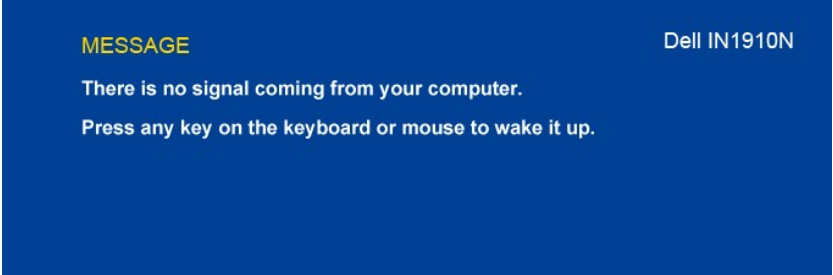 MESSAGE
Dell IN1910N
There is no signal coming from your computer.
Press any key on the keyboard or mouse to wake it up.